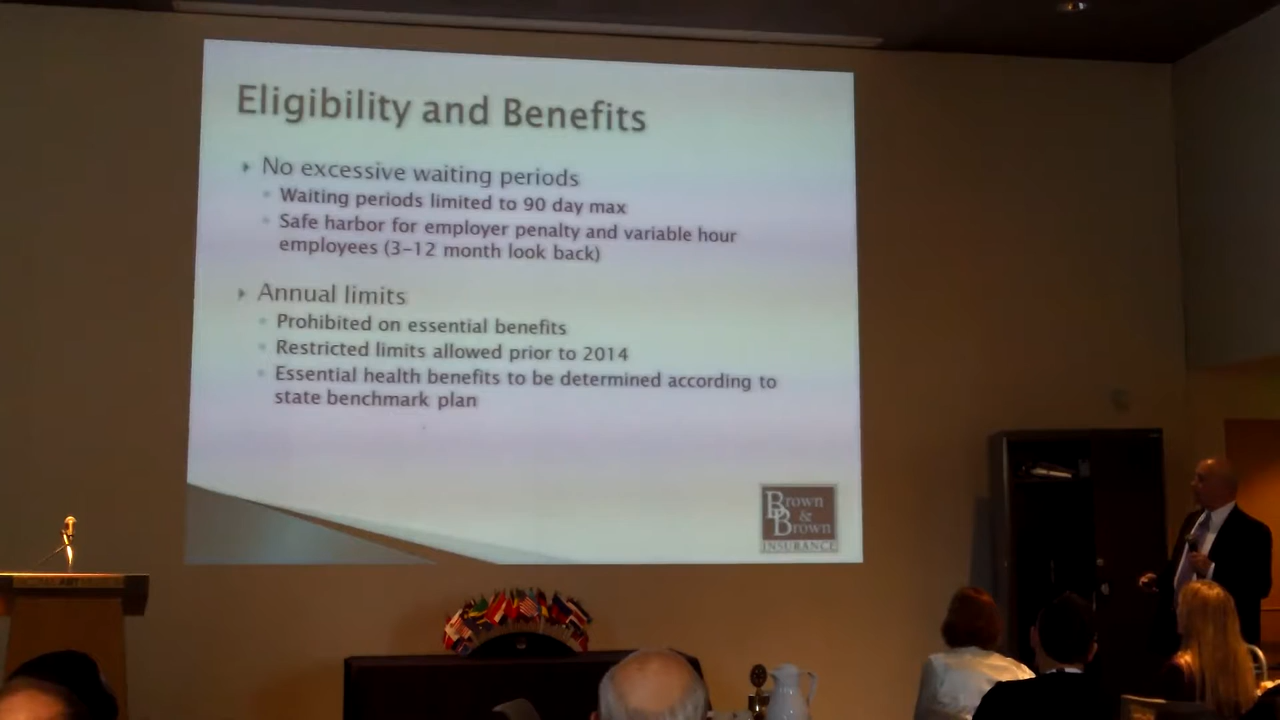 Eligibility and Benefits
No excessive waiting periods
Waiting periods limited to 90 day max
Safe harbor for employer penalty and variable hour
employees (3-12 month look back)
Annual limits
Prohibited on essential benefits
Restricted limits allowed prior to 2014
Essential health benefits to be determined according to
state benchmark plan
Brown
&
Brown
INSURANCE